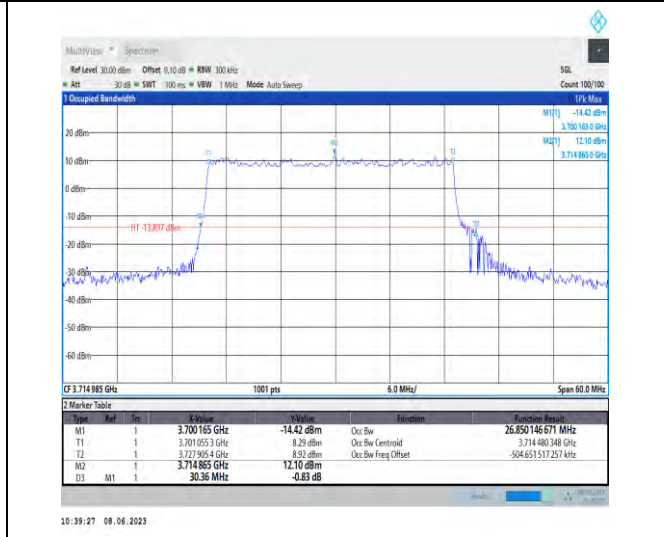 MultiView Spectrum
Ref Level 30.00 dBm Offset 9.10 dB RBW 300 kHz SGL
Att 30 dB SWT 100 ms VBW 1 MHz Mode Auto Sweep Count 100/100
1 Occupied Bandwidth 1Pk Max
M1[1] -14.42 dBm
3.700 165 0 GHz
M2[1] 12.10 dBm
3.714 865 0 GHz
20 dBm
10 dBm
0 dBm
-10 dBm
H1 -13.897 dBm
-20 dBm
-30 dBm
-40 dBm
-50 dBm
-60 dBm
T1
M2
T2
CF 3.714 985 GHz 1001 pts 6.0 MHz/ Span 60.0 MHz
2 Marker Table
Type Ref Trc X-Value Y-Value Function Function Result
M1 1 3.700 165 GHz -14.42 dBm Occ Bw 26.850 146 671 MHz
T1 1 3.701 055 3 GHz 8.29 dBm Occ Bw Centroid 3.714 480 348 GHz
T2 1 3.727 905 4 GHz 8.92 dBm Occ Bw Freq Offset -504.651 517 257 kHz
M2 1 3.714 865 GHz 12.10 dBm
D3 M1 1 30.36 MHz -0.83 dB
10:39:27 08.06.2023